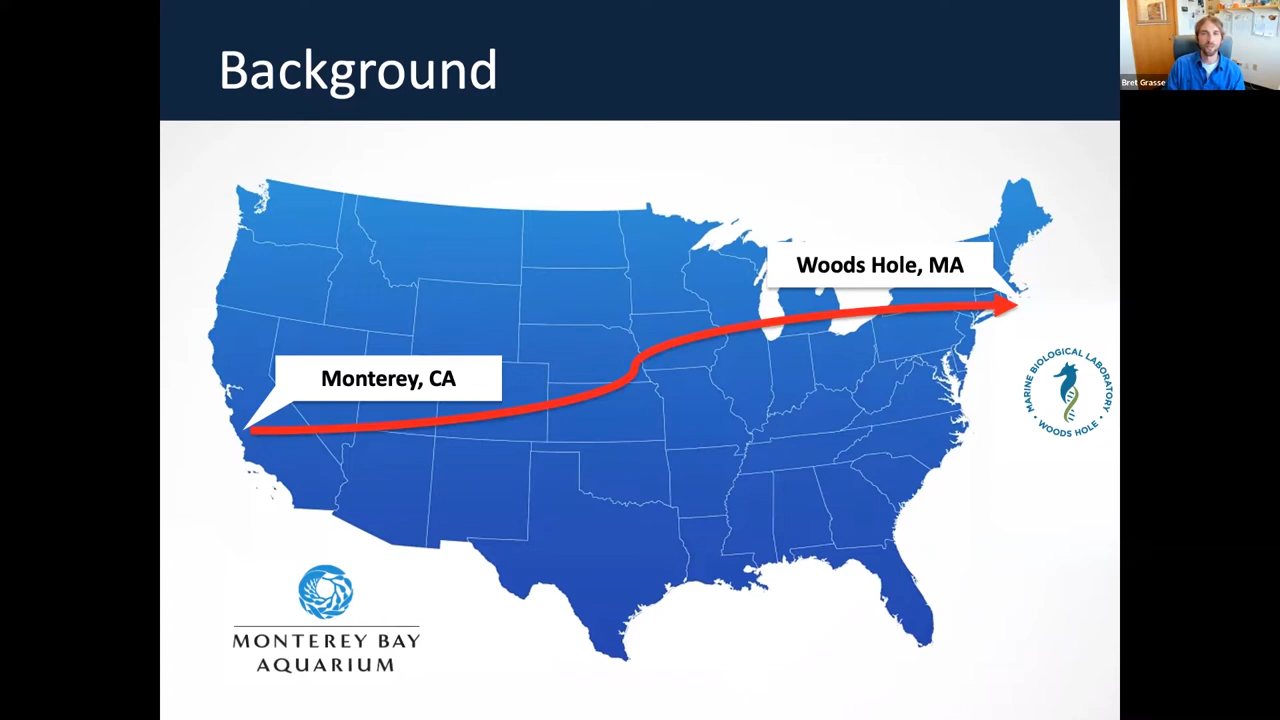 Background
Bret Grasse
Woods Hole, MA
Monterey, CA
MARINE BIOLOGICAL LABORATORY
• WOODS HOLE •
MONTEREY BAY
AQUARIUM